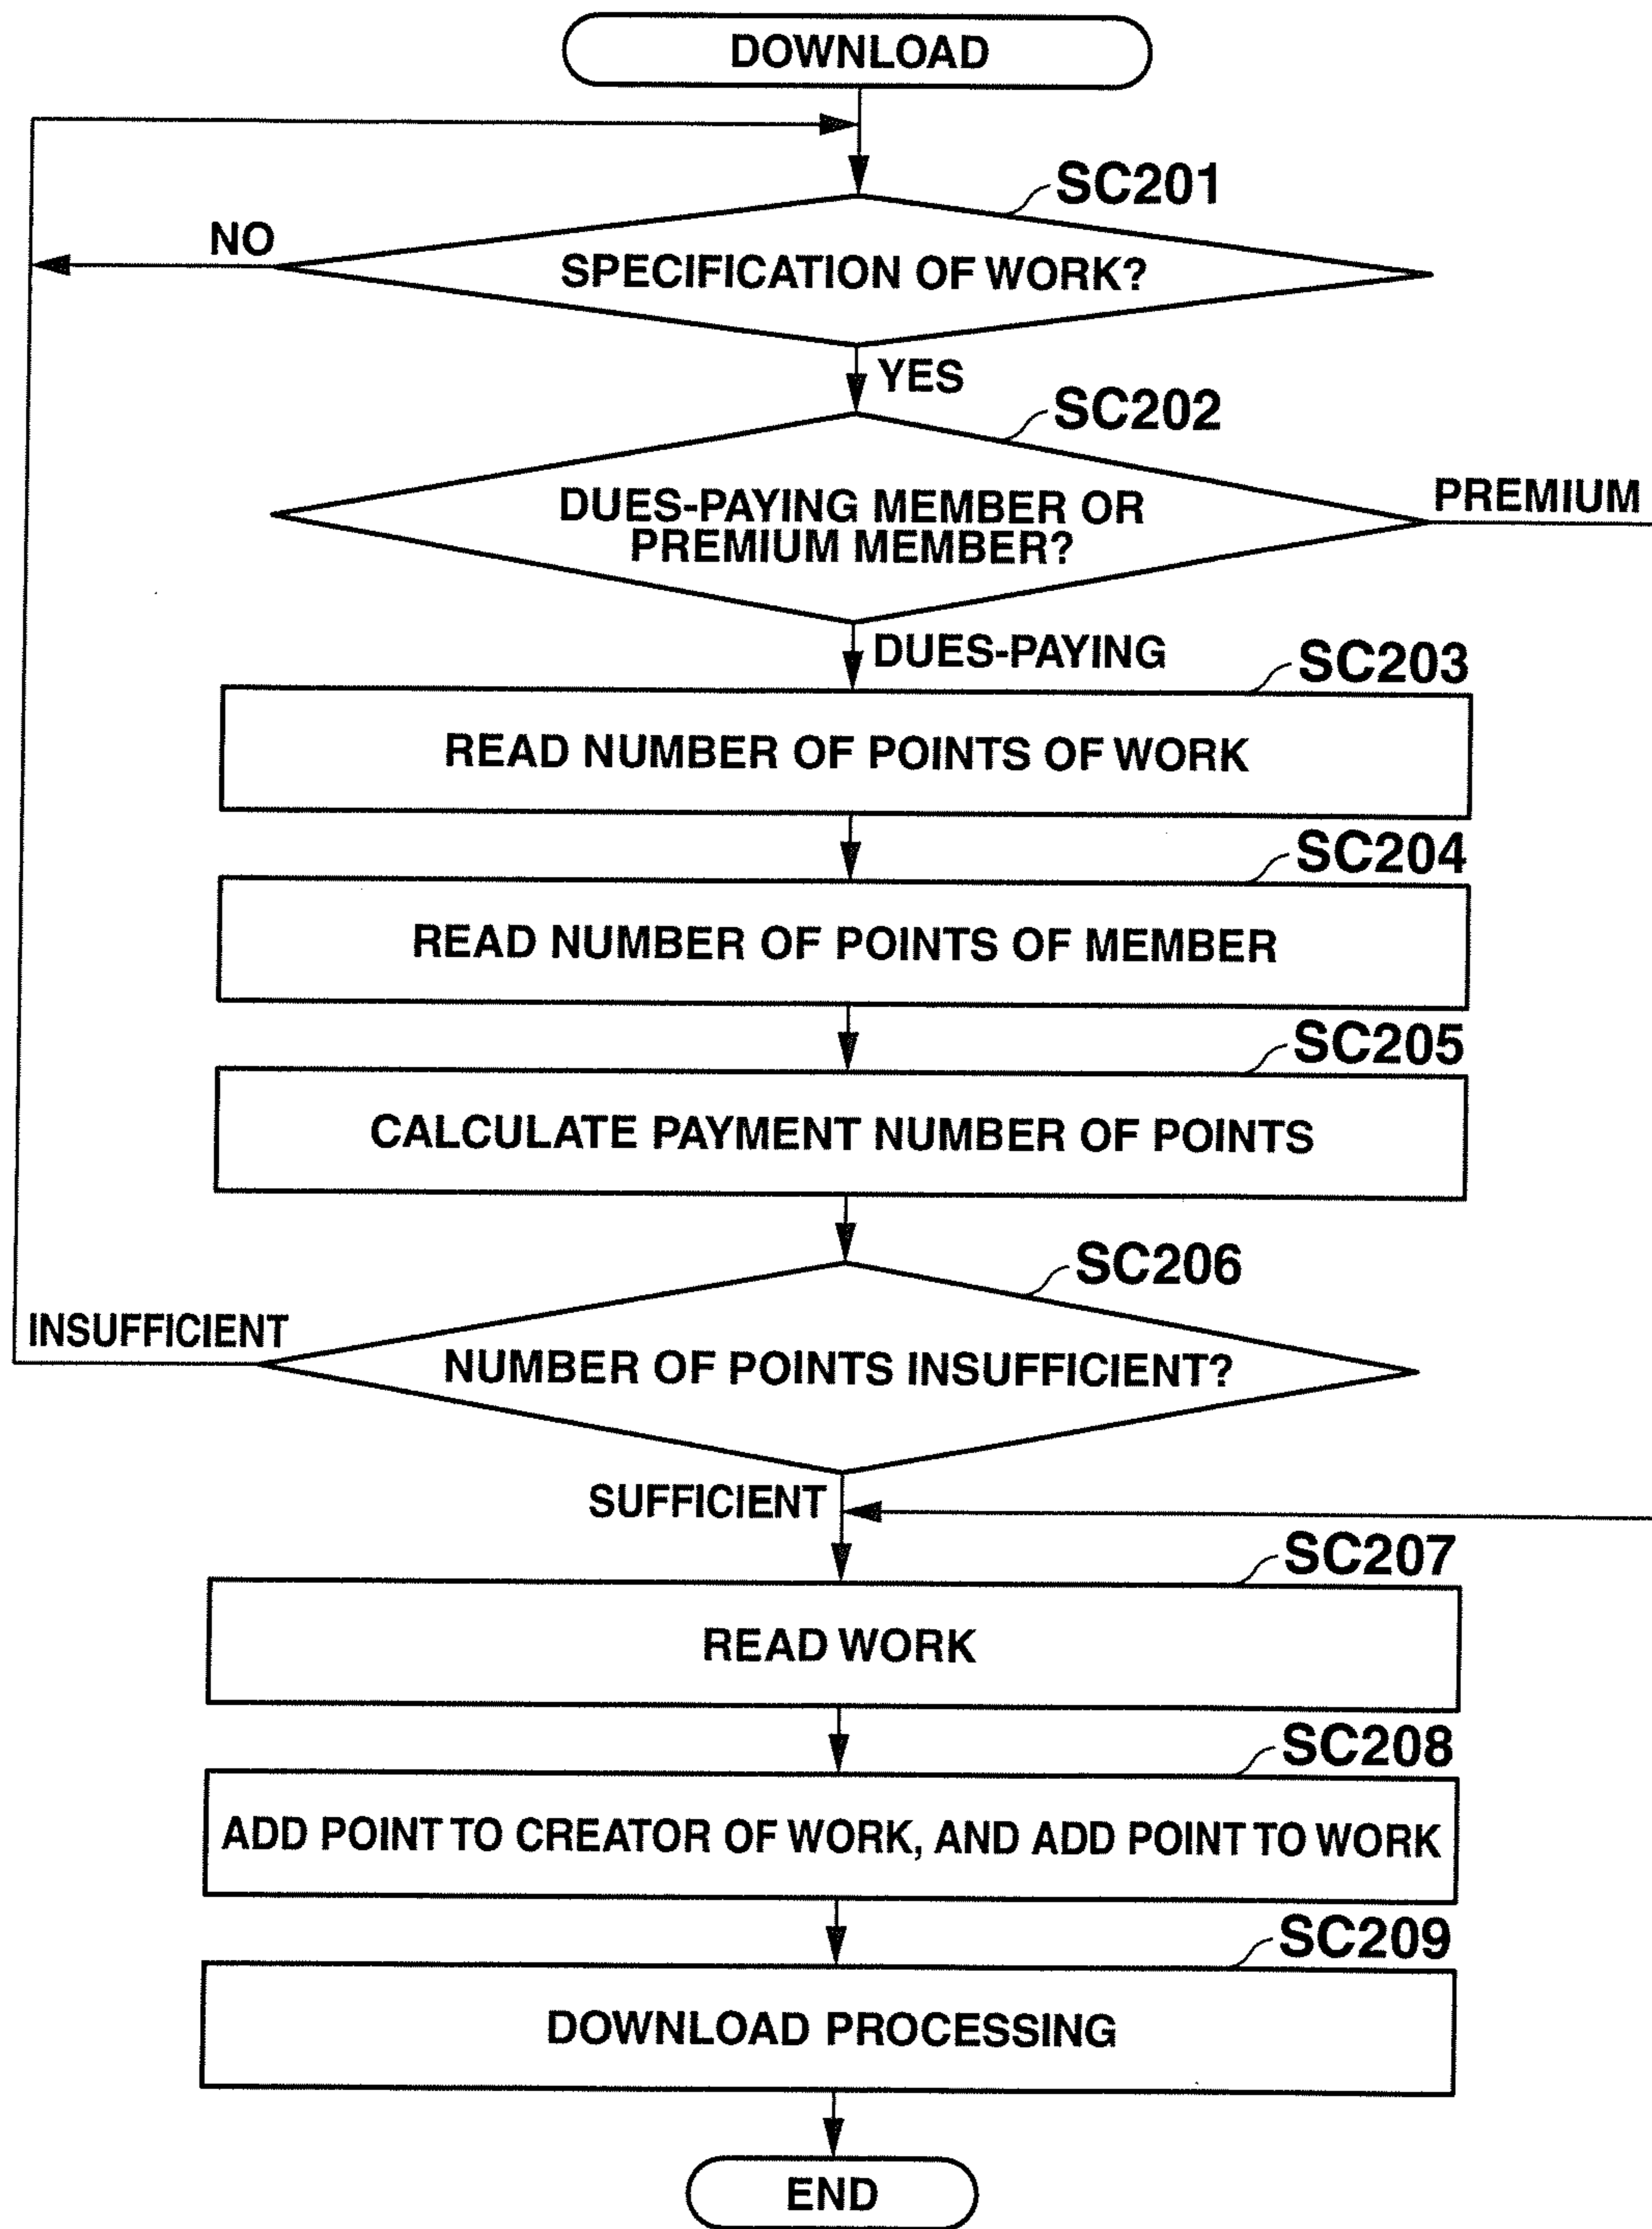 DOWNLOAD
SC201
NO
SPECIFICATION OF WORK?
YES
SC202
DUES-PAYING MEMBER OR
PREMIUM MEMBER?
PREMIUM
DUES-PAYING
SC203
READ NUMBER OF POINTS OF WORK
SC204
READ NUMBER OF POINTS OF MEMBER
SC205
CALCULATE PAYMENT NUMBER OF POINTS
SC206
INSUFFICIENT
NUMBER OF POINTS INSUFFICIENT?
SUFFICIENT
SC207
READ WORK
SC208
ADD POINT TO CREATOR OF WORK, AND ADD POINT TO WORK
SC209
DOWNLOAD PROCESSING
END